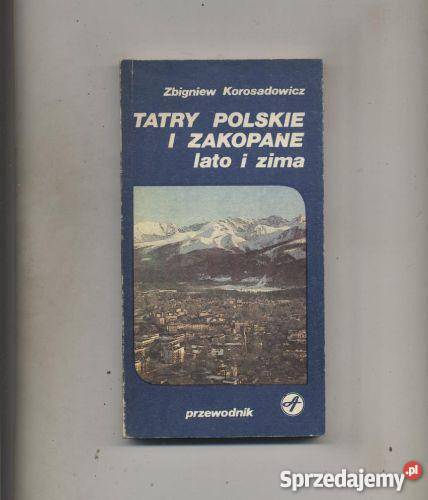 Zbigniew Korosadowicz
TATRY POLSKIE
I ZAKOPANE
lato i zima
przewodnik
A
Sprzedajemy.pl